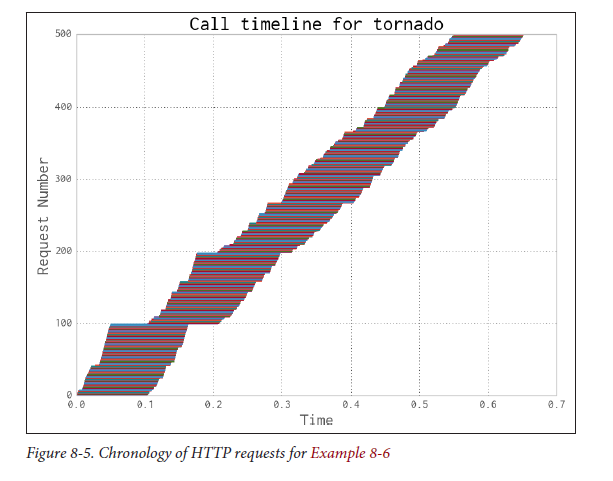 Call timeline for tornado
500
400
300
200
100
0
Request Number
0.0 0.1 0.2 0.3 0.4 0.5 0.6 0.7
Time
Figure 8-5. Chronology of HTTP requests for Example 8-6